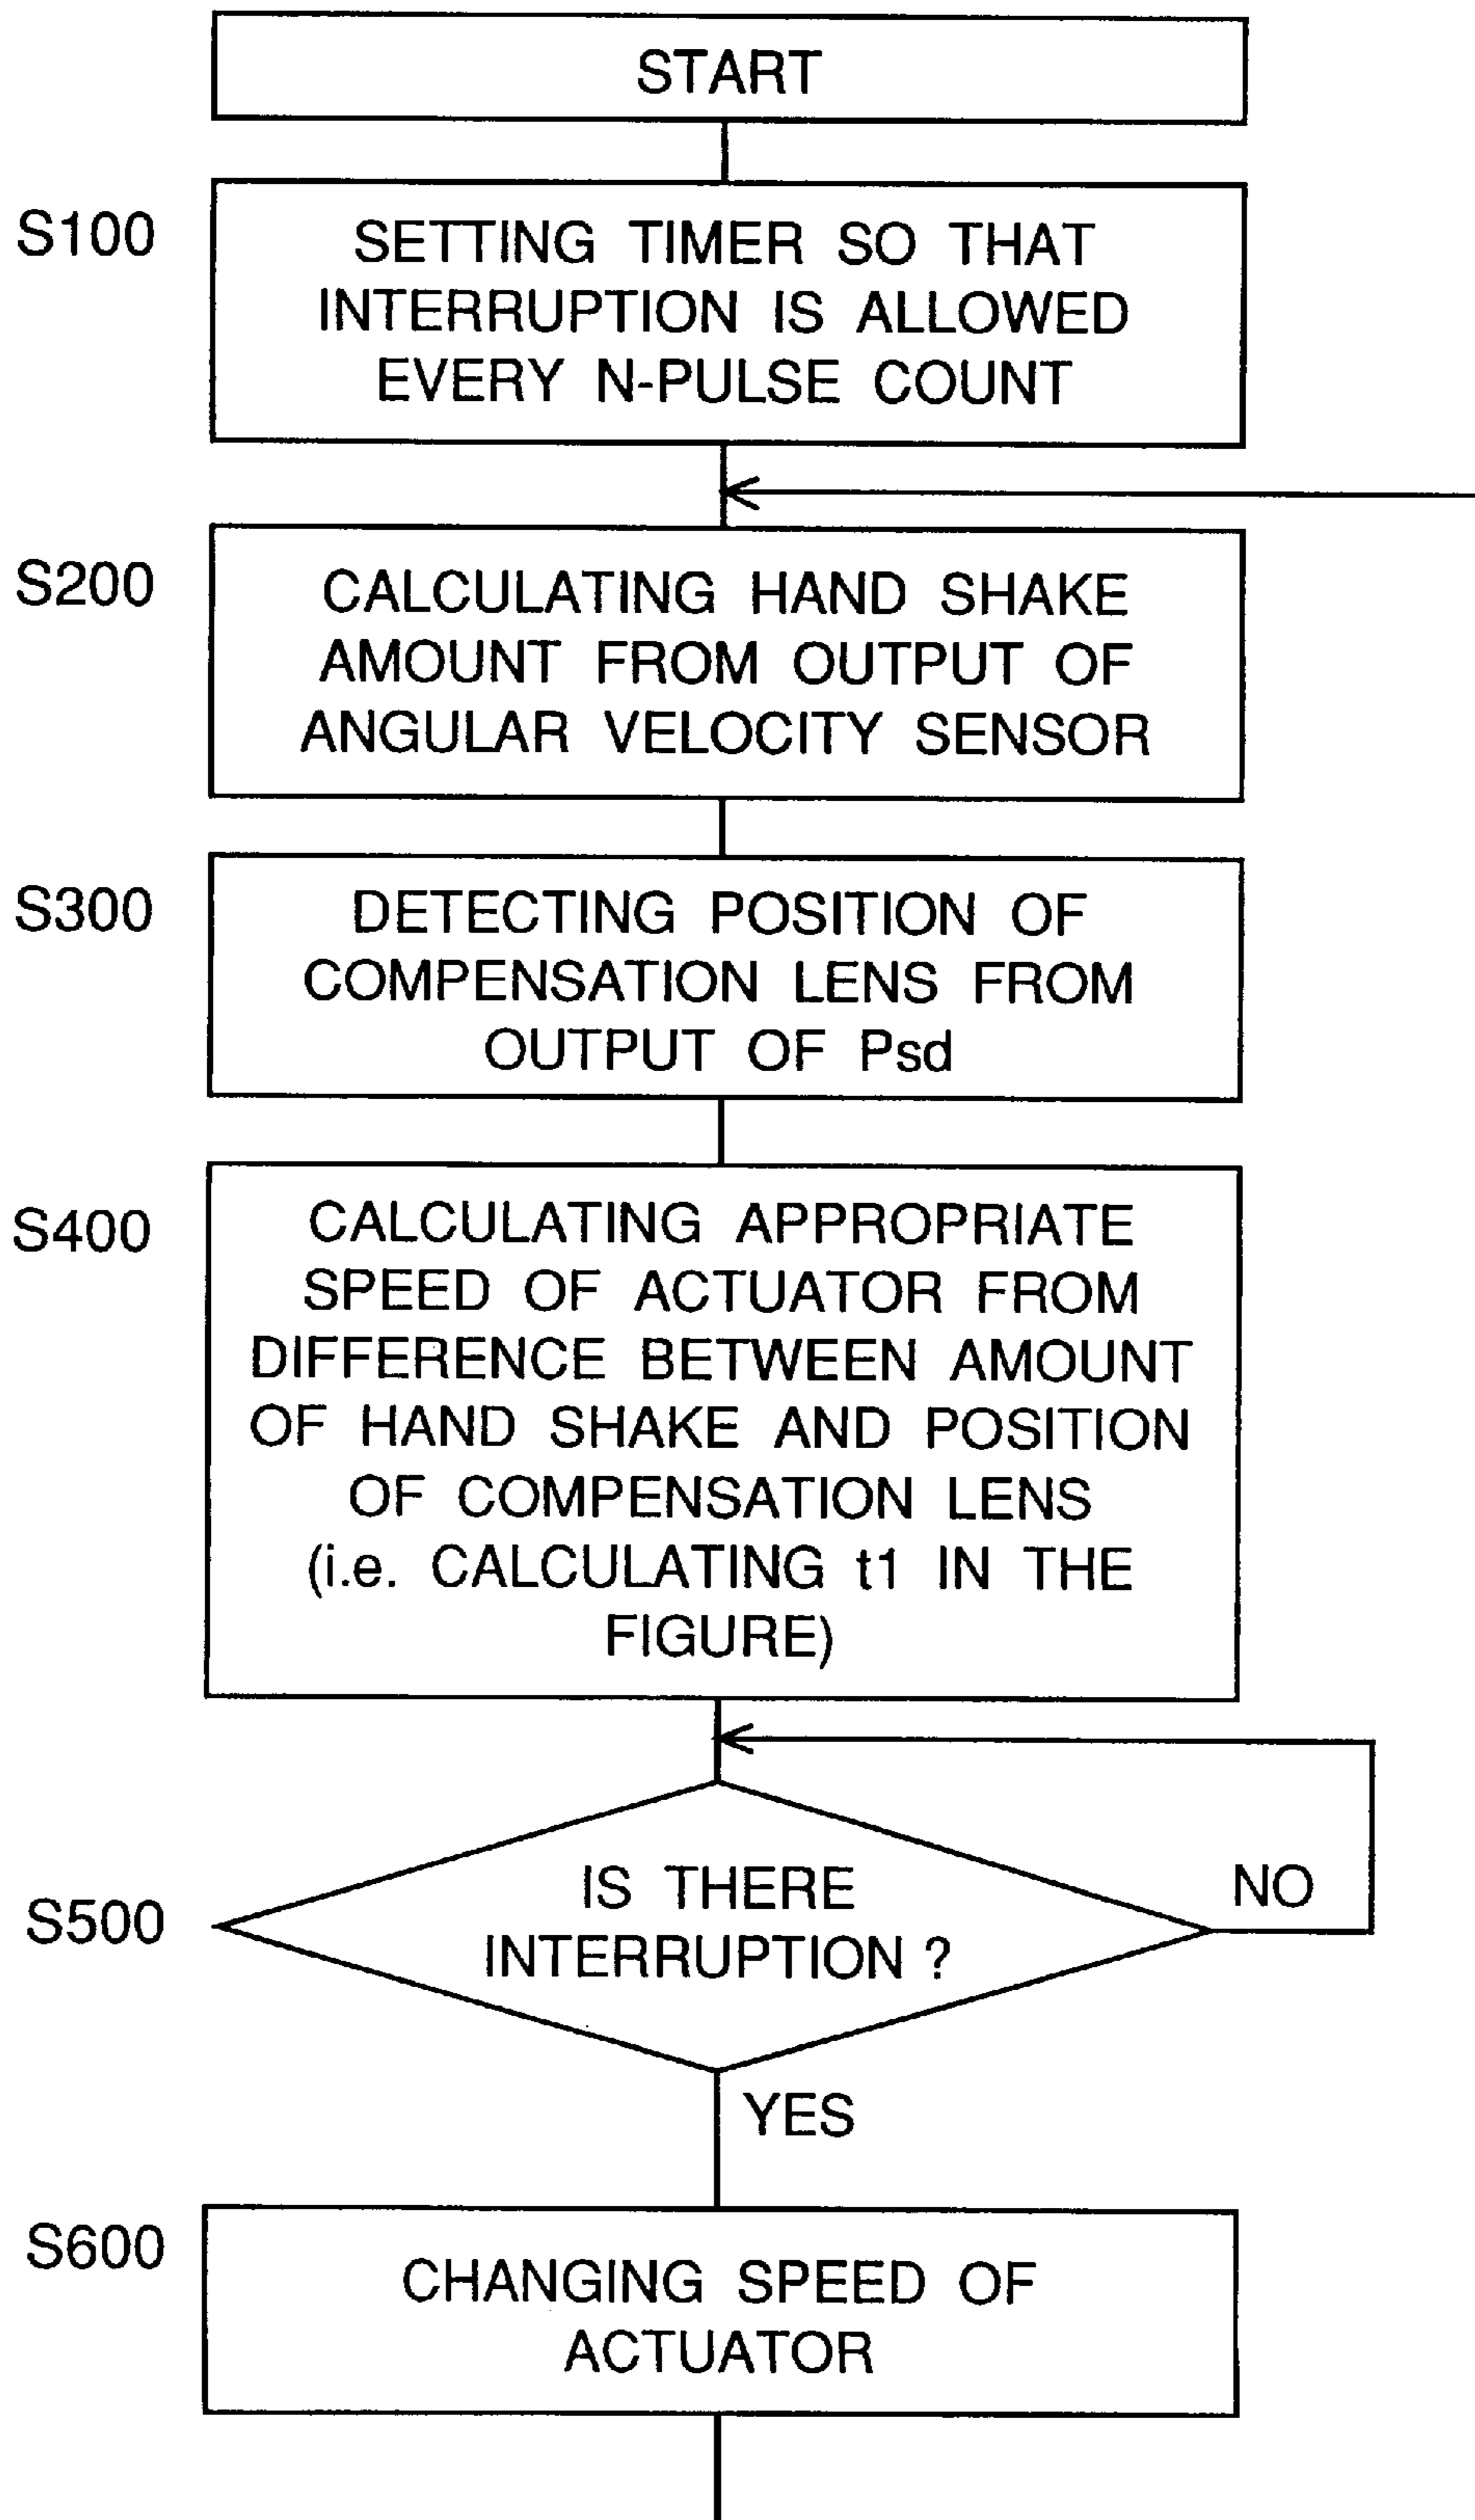 START
S100
SETTING TIMER SO THAT
INTERRUPTION IS ALLOWED
EVERY N-PULSE COUNT
S200
CALCULATING HAND SHAKE
AMOUNT FROM OUTPUT OF
ANGULAR VELOCITY SENSOR
S300
DETECTING POSITION OF
COMPENSATION LENS FROM
OUTPUT OF Psd
S400
CALCULATING APPROPRIATE
SPEED OF ACTUATOR FROM
DIFFERENCE BETWEEN AMOUNT
OF HAND SHAKE AND POSITION
OF COMPENSATION LENS
(i.e. CALCULATING t1 IN THE
FIGURE)
S500
IS THERE
INTERRUPTION ?
NO
YES
S600
CHANGING SPEED OF
ACTUATOR